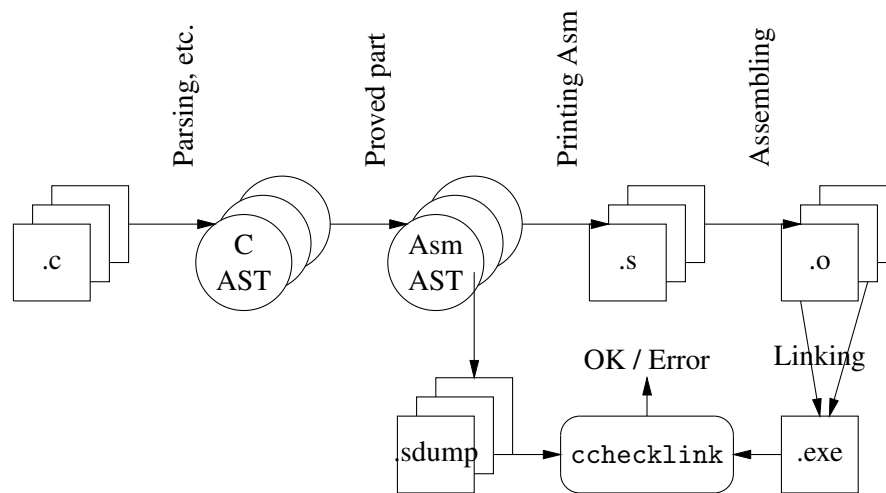 Parsing, etc.
Proved part
Printing Asm
Assembling
.c
C
AST
Asm
AST
.s
.o
OK / Error
Linking
.sdump
cchecklink
.exe